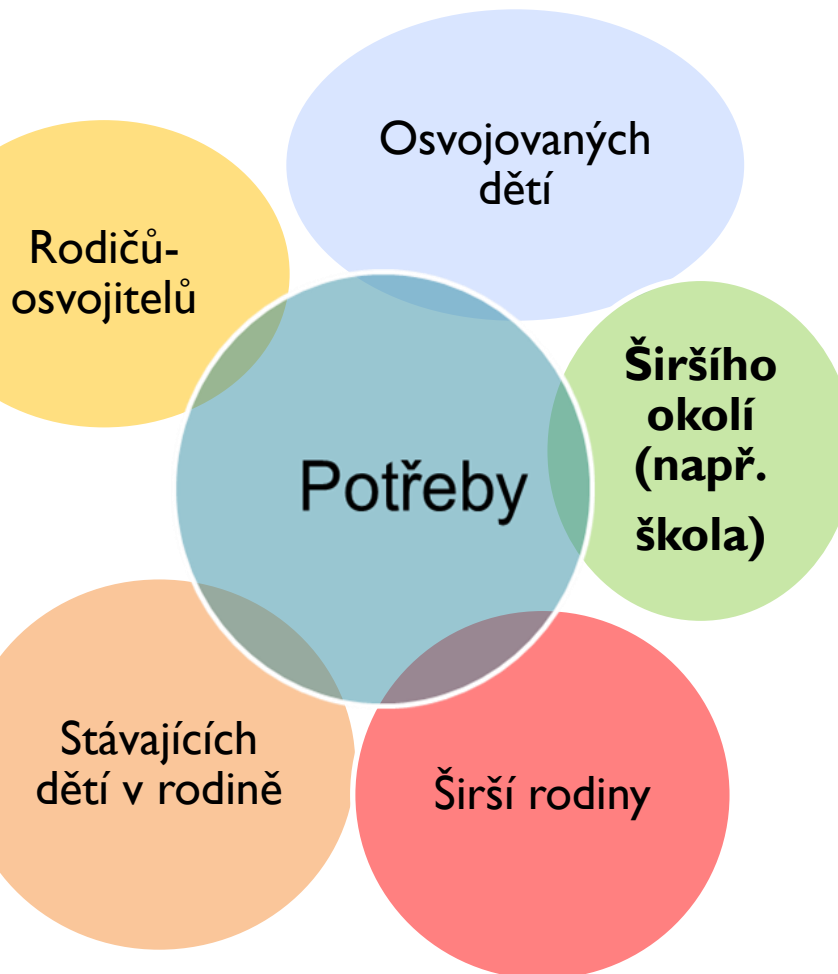 Osvojovaných
dětí
Rodičů-
osvojitelů
Širšího
okolí
(např.
škola)
Potřeby
Stávajících
dětí v rodině
Širší rodiny